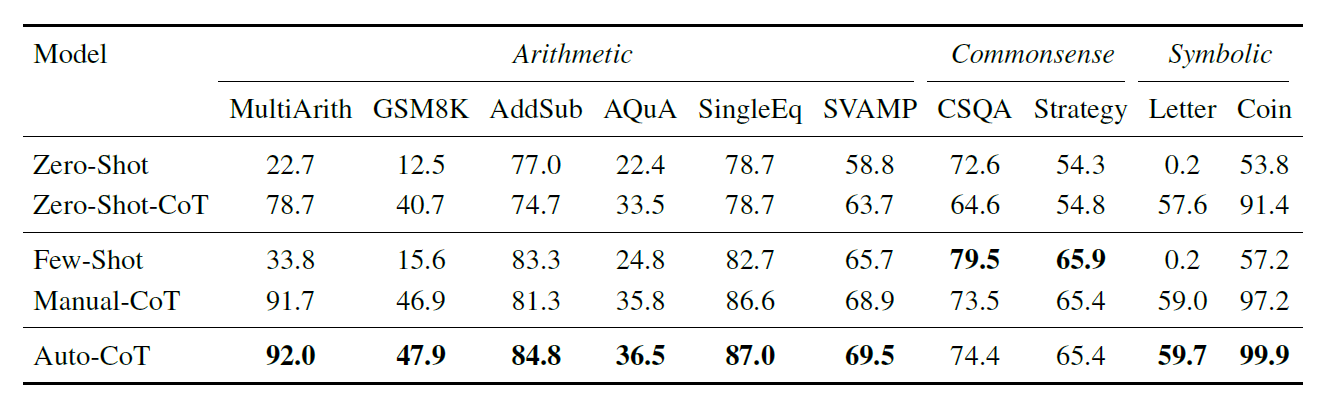 Model Arithmetic Commonsense Symbolic
MultiArith GSM8K AddSub AQuA SingleEq SVAMP CSQA Strategy Letter Coin
Zero-Shot 22.7 12.5 77.0 22.4 78.7 58.8 72.6 54.3 0.2 53.8
Zero-Shot-CoT 78.7 40.7 74.7 33.5 78.7 63.7 64.6 54.8 57.6 91.4
Few-Shot 33.8 15.6 83.3 24.8 82.7 65.7 79.5 65.9 0.2 57.2
Manual-CoT 91.7 46.9 81.3 35.8 86.6 68.9 73.5 65.4 59.0 97.2
Auto-CoT 92.0 47.9 84.8 36.5 87.0 69.5 74.4 65.4 59.7 99.9